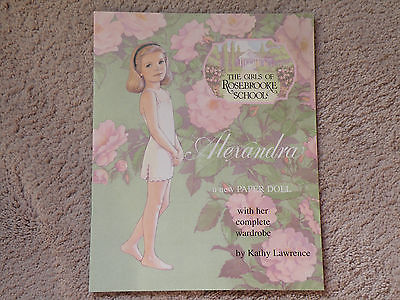 THE GIRLS OF
ROSEBROOKE
SCHOOL
Alexandra
a new PAPER DOLL
with her
complete
wardrobe
by Kathy Lawrence